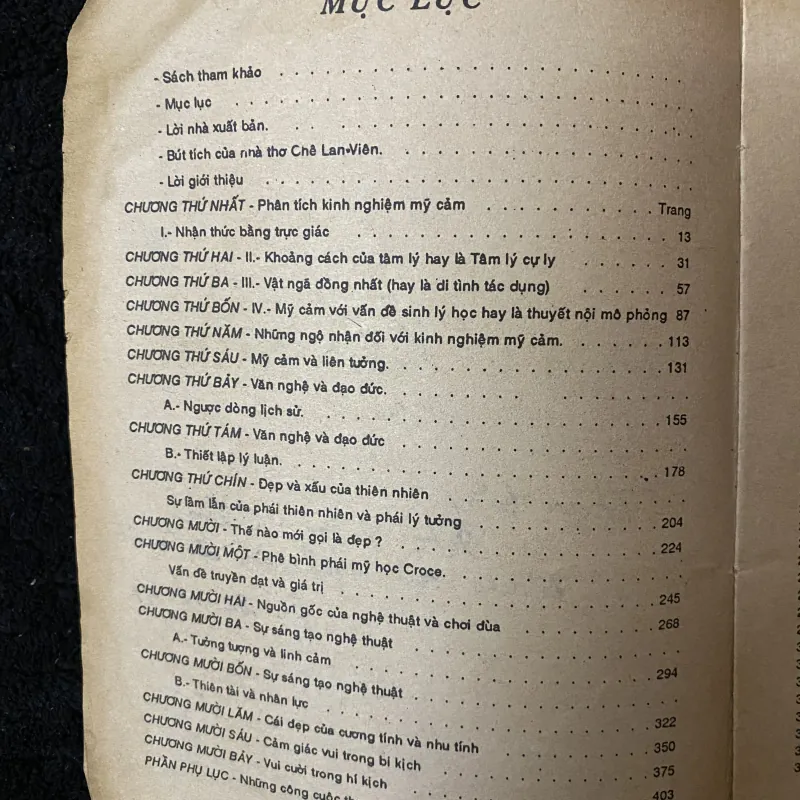 MỤC LỤC
- Sách tham khảo . . . . . . . . . . . . . . . . . . . . . .
- Mục lục . . . . . . . . . . . . . . . . . . . . . . . .
- Lời nhà xuất bản. . . . . . . . . . . . . . . . . . . . . .
- Bút tích của nhà thơ Chê Lan Viên. . . . . . . . . . . . . . . .
- Lời giới thiệu . . . . . . . . . . . . . . . . . . . . . . .
CHƯƠNG THỨ NHẤT - Phân tích kinh nghiệm mỹ cảm . . . . . . . . . Trang
I.- Nhận thức bằng trực giác . . . . . . . . . . . . . . . . . 13
CHƯƠNG THỨ HAI - II.- Khoảng cách của tâm lý hay là Tâm lý cự ly . . . . . . 31
CHƯƠNG THỨ BA - III.- Vật ngã đồng nhất (hay là di tình tác dụng) . . . . . . 57
CHƯƠNG THỨ BỐN - IV.- Mỹ cảm với vấn đề sinh lý học hay là thuyết nội mô phỏng 87
CHƯƠNG THỨ NĂM - Những ngộ nhận đối với kinh nghiệm mỹ cảm. . . . . . . 113
CHƯƠNG THỨ SÁU - Mỹ cảm và liên tưởng. . . . . . . . . . . . . . . 131
CHƯƠNG THỨ BẢY - Văn nghệ và đạo đức. . . . . . . . . . . . . . .
A.- Ngược dòng lịch sử. . . . . . . . . . . . . . . . . . . 155
CHƯƠNG THỨ TÁM - Văn nghệ và đạo đức . . . . . . . . . . . . . . .
B.- Thiết lập lý luận. . . . . . . . . . . . . . . . . . . . 178
CHƯƠNG THỨ CHÍN - Đẹp và xấu của thiên nhiên . . . . . . . . . . . . .
Sự lầm lẫn của phái thiên nhiên và phái lý tưởng . . . . . . . . . 204
CHƯƠNG MƯỜI - Thế nào mới gọi là đẹp ? . . . . . . . . . . . . . . 224
CHƯƠNG MƯỜI MỘT - Phê bình phái mỹ học Croce. . . . . . . . . . . .
Vấn đề truyền đạt và giá trị . . . . . . . . . . . . . . . . 245
CHƯƠNG MƯỜI HAI - Nguồn gốc của nghệ thuật và chơi đùa . . . . . . . . 268
CHƯƠNG MƯỜI BA - Sự sáng tạo nghệ thuật . . . . . . . . . . . . . .
A.- Tưởng tượng và linh cảm . . . . . . . . . . . . . . . . 294
CHƯƠNG MƯỜI BỐN - Sự sáng tạo nghệ thuật . . . . . . . . . . . . .
B.- Thiên tài và nhân lực . . . . . . . . . . . . . . . . . 322
CHƯƠNG MƯỜI LĂM - Cái đẹp của cương tính và nhu tính . . . . . . . . . 350
CHƯƠNG MƯỜI SÁU - Cảm giác vui trong bi kịch . . . . . . . . . . . . 375
CHƯƠNG MƯỜI BẢY - Vui cười trong hí kịch . . . . . . . . . . . . . 403
PHẦN PHỤ LỤC - Những công cuộc